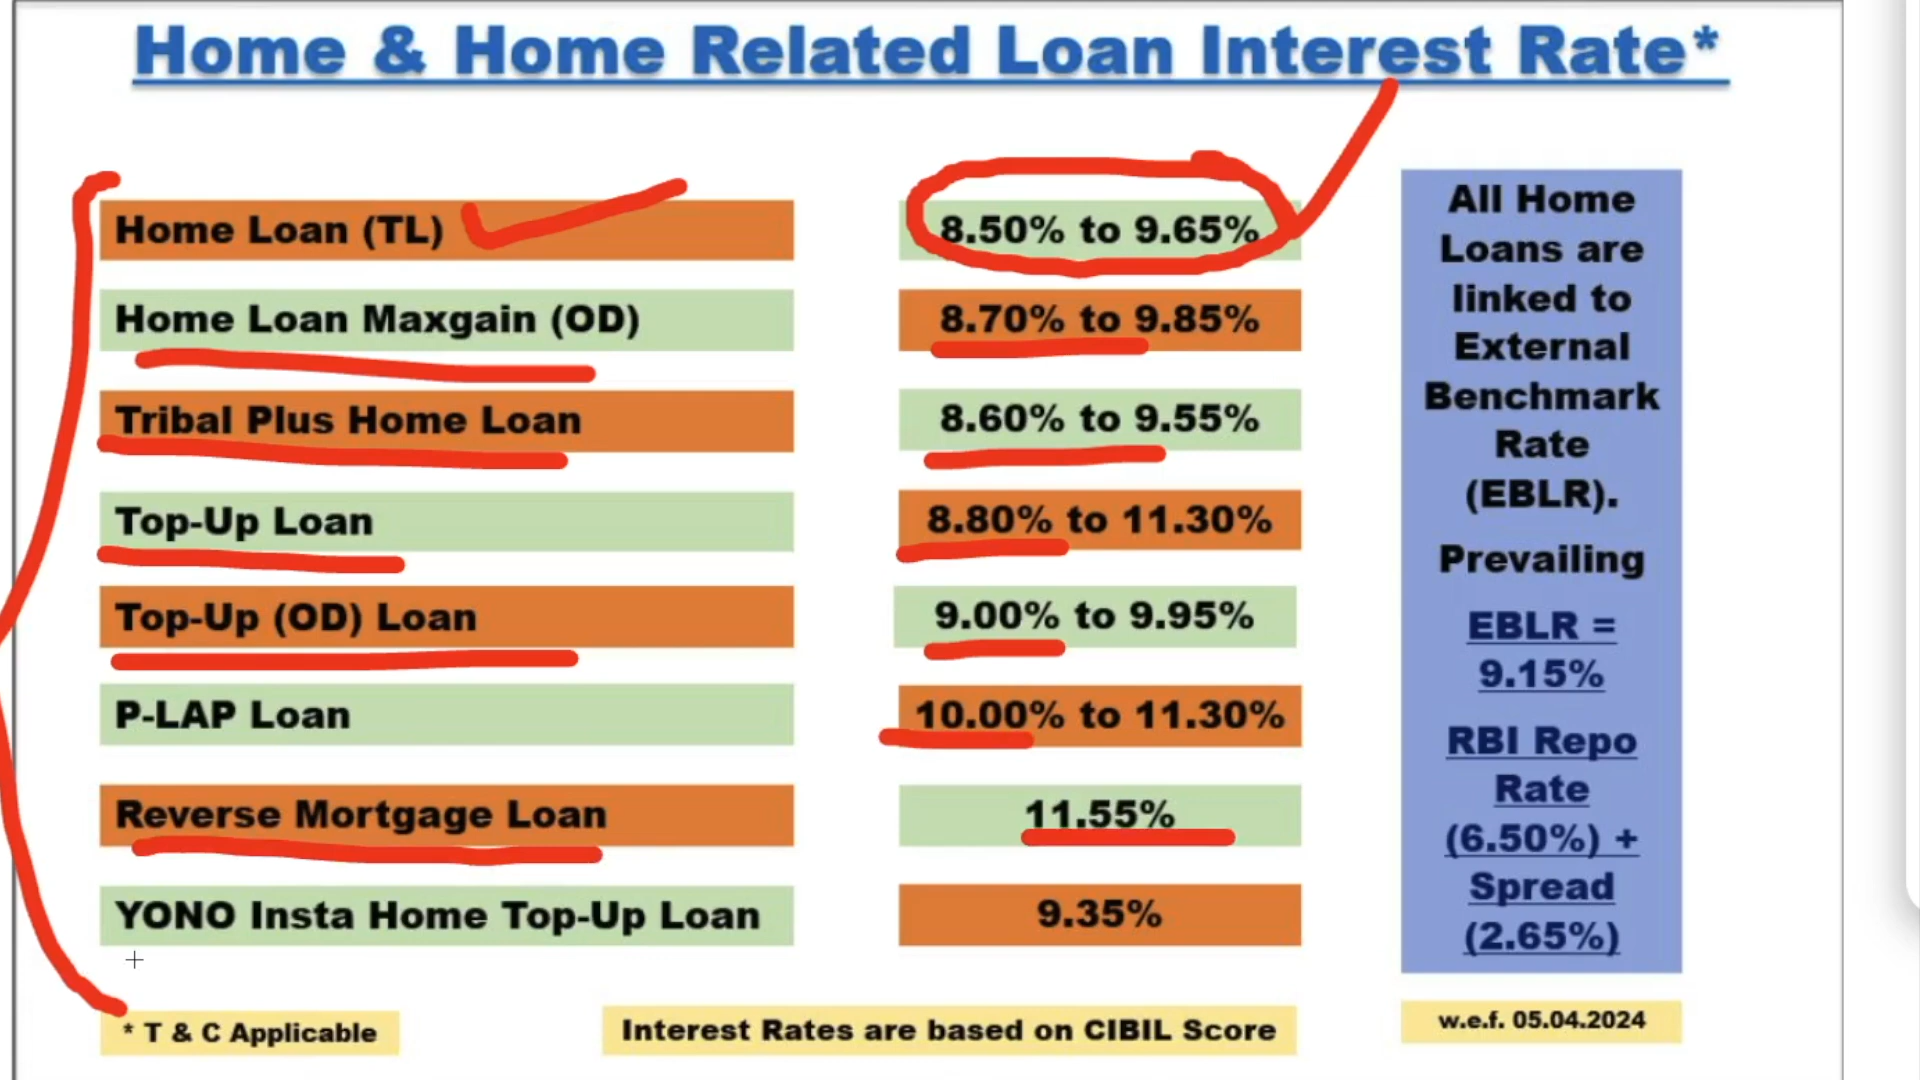 Home & Home Related Loan Interest Rate*
Home Loan (TL) 8.50% to 9.65%
Home Loan Maxgain (OD) 8.70% to 9.85%
Tribal Plus Home Loan 8.60% to 9.55%
Top-Up Loan 8.80% to 11.30%
Top-Up (OD) Loan 9.00% to 9.95%
P-LAP Loan 10.00% to 11.30%
Reverse Mortgage Loan 11.55%
YONO Insta Home Top-Up Loan 9.35%
All Home
Loans are
linked to
External
Benchmark
Rate
(EBLR).
Prevailing
EBLR =
9.15%
RBI Repo
Rate
(6.50%) +
Spread
(2.65%)
* T & C Applicable
Interest Rates are based on CIBIL Score
w.e.f. 05.04.2024